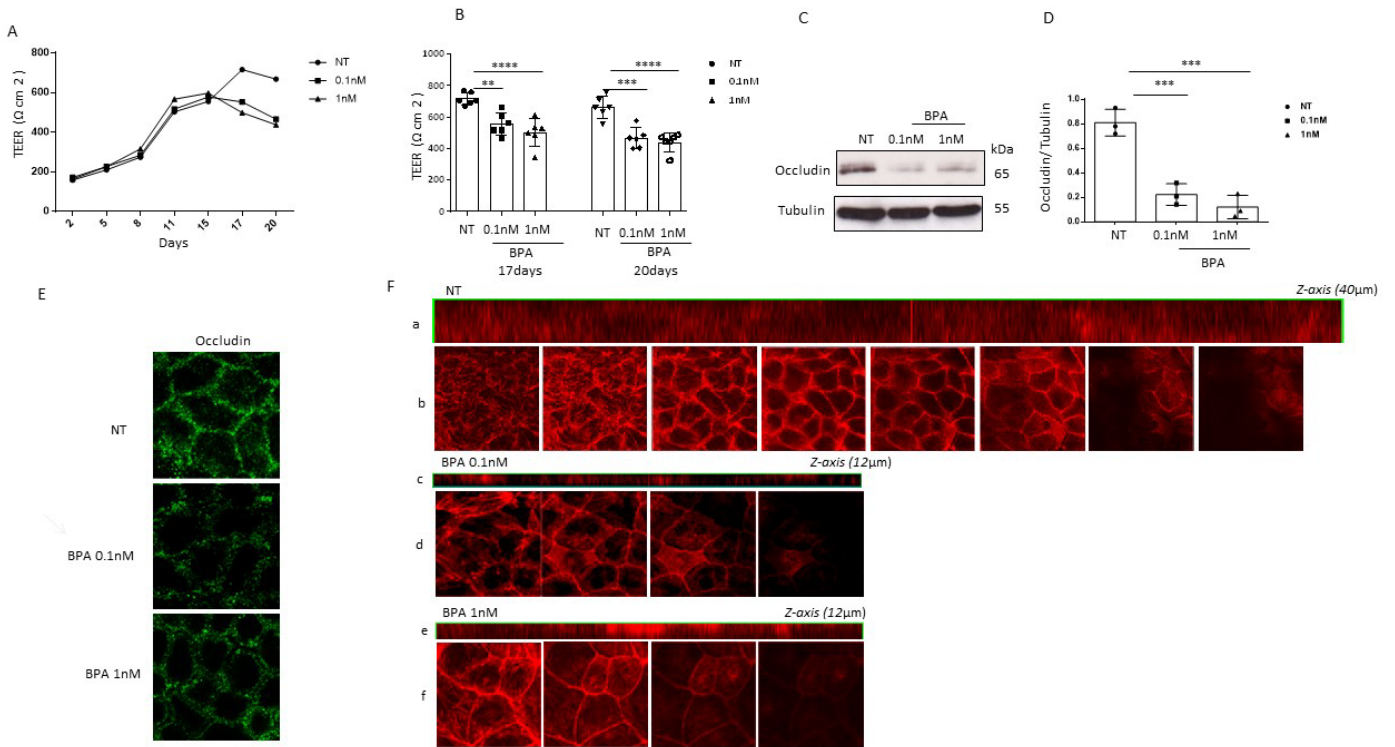 A
TEER (Ω cm 2 )
800
600
400
200
0
2
5
8
11
15
17
20
Days
NT
0.1nM
1nM
B
TEER (Ω cm 2 )
1000
800
600
400
200
0
****
**
****
***
NT
0.1nM
1nM
NT 0.1nM 1nM
BPA
17days
NT 0.1nM 1nM
BPA
20days
C
BPA
NT 0.1nM 1nM
kDa
Occludin 65
Tubulin 55
D
Occludin/ Tubulin
1.0
0.8
0.6
0.4
0.2
0.0
***
***
NT
0.1nM
1nM
NT 0.1nM 1nM
BPA
E
Occludin
NT
BPA 0.1nM
BPA 1nM
F
NT Z-axis (40μm)
a
b
BPA 0.1nM Z-axis (12μm)
c
d
BPA 1nM Z-axis (12μm)
e
f